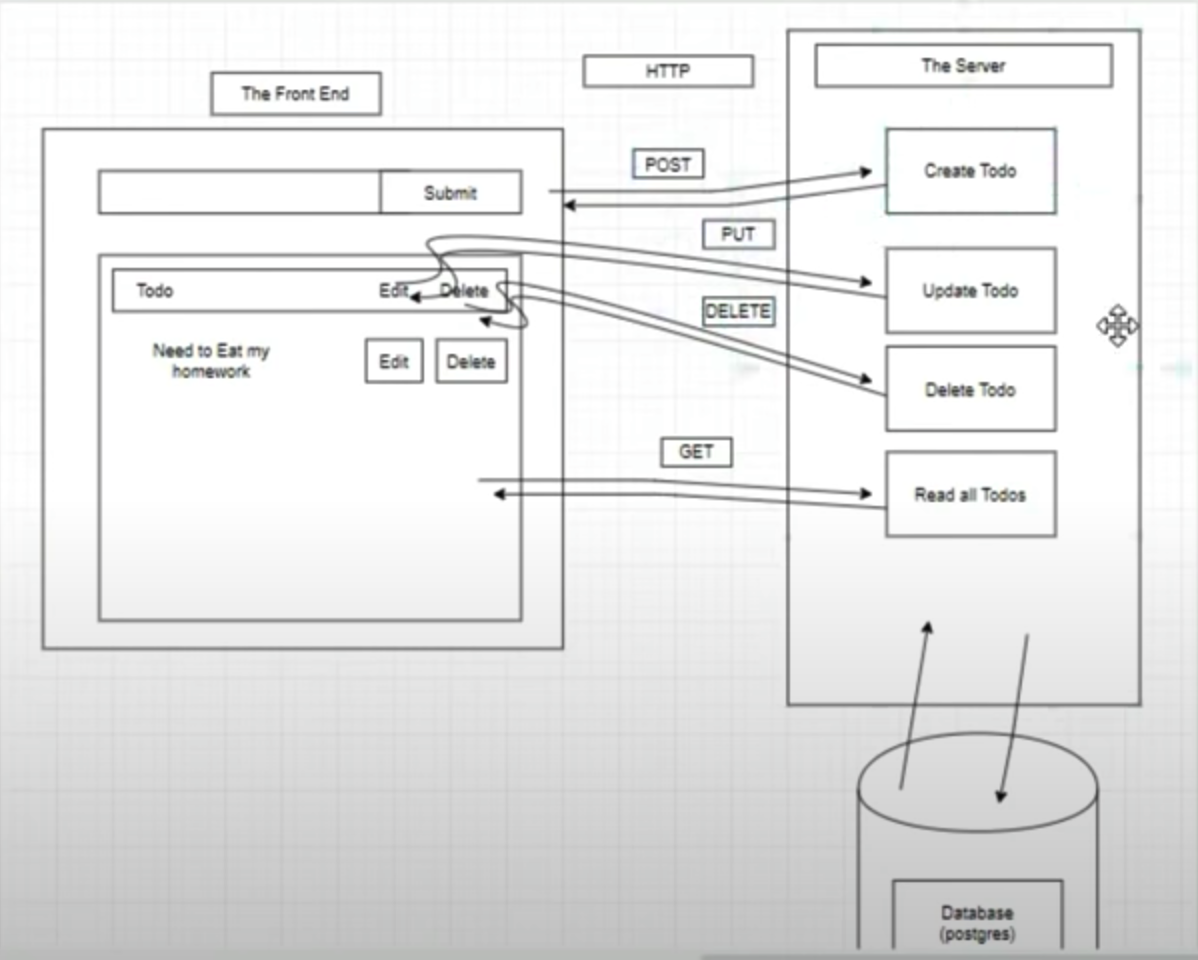 The Front End
HTTP
The Server
Submit
POST
Create Todo
PUT
Todo Edit Delete
Update Todo
DELETE
Need to Eat my
homework
Edit
Delete
Delete Todo
GET
Read all Todos
Database
(postgres)